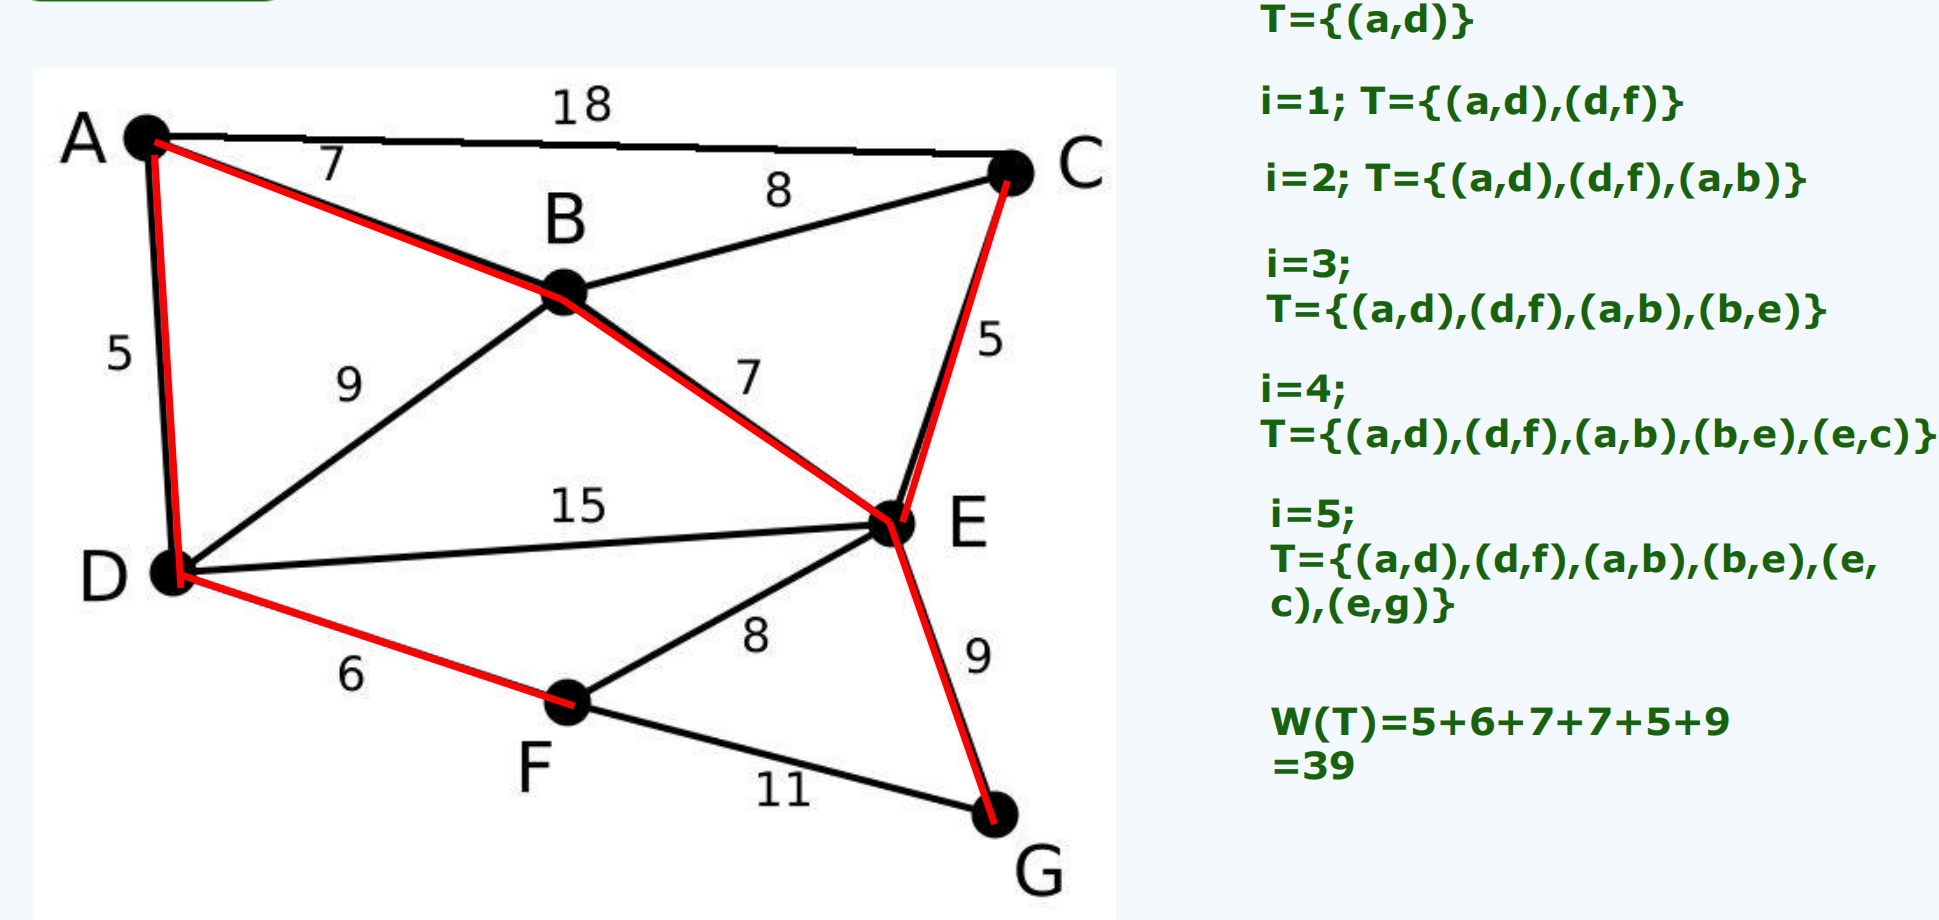 T={(a,d)}
i=1; T={(a,d),(d,f)}
i=2; T={(a,d),(d,f),(a,b)}
i=3;
T={(a,d),(d,f),(a,b),(b,e)}
i=4;
T={(a,d),(d,f),(a,b),(b,e),(e,c)}
i=5;
T={(a,d),(d,f),(a,b),(b,e),(e,
c),(e,g)}
W(T)=5+6+7+7+5+9
=39
18
A
7
C
8
B
5
9
7
5
15
E
D
8
6
9
F
11
G